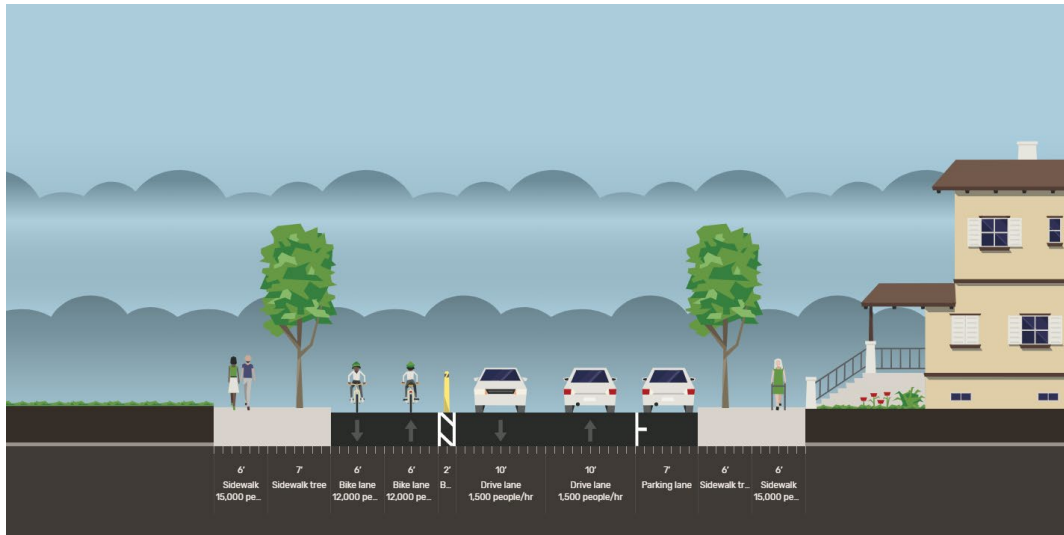 6'
Sidewalk
15,000 pe...
7'
Sidewalk tree
6'
Bike lane
12,000 pe...
6'
Bike lane
12,000 pe...
2'
B...
10'
Drive lane
1,500 people/hr
10'
Drive lane
1,500 people/hr
7'
Parking lane
6'
Sidewalk tr...
6'
Sidewalk
15,000 pe...